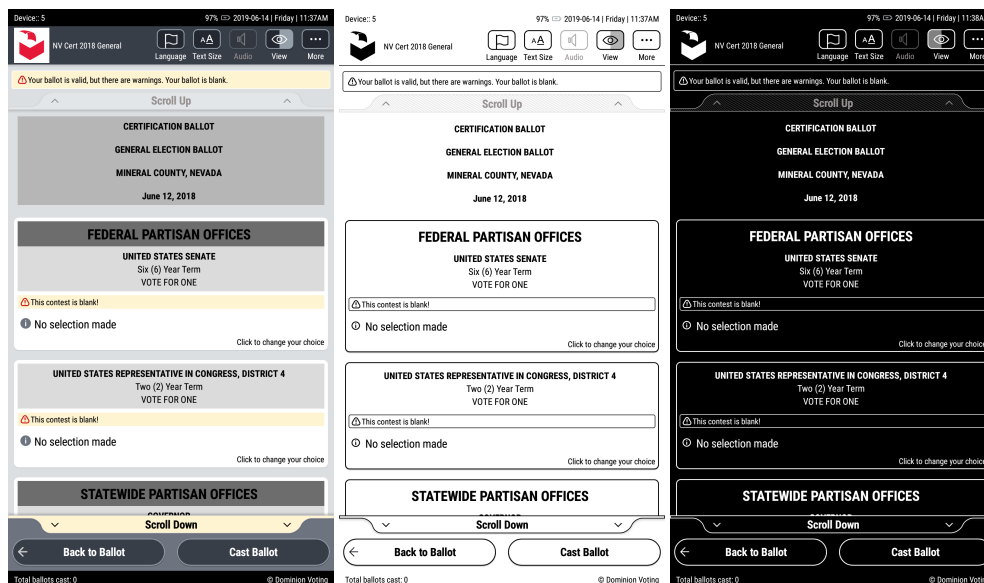 Device:: 5
97% 2019-06-14 | Friday | 11:37AM
NV Cert 2018 General
AA
Language Text Size Audio View More
Your ballot is valid, but there are warnings. Your ballot is blank.
Scroll Up
CERTIFICATION BALLOT
GENERAL ELECTION BALLOT
MINERAL COUNTY, NEVADA
June 12, 2018
FEDERAL PARTISAN OFFICES
UNITED STATES SENATE
Six (6) Year Term
VOTE FOR ONE
This contest is blank!
No selection made
Click to change your choice
UNITED STATES REPRESENTATIVE IN CONGRESS, DISTRICT 4
Two (2) Year Term
VOTE FOR ONE
This contest is blank!
No selection made
Click to change your choice
STATEWIDE PARTISAN OFFICES
GOVERNOR
Scroll Down
Back to Ballot Cast Ballot
Total ballots cast: 0 © Dominion Voting
Device:: 5
97% 2019-06-14 | Friday | 11:37AM
NV Cert 2018 General
AA
Language Text Size Audio View More
Your ballot is valid, but there are warnings. Your ballot is blank.
Scroll Up
CERTIFICATION BALLOT
GENERAL ELECTION BALLOT
MINERAL COUNTY, NEVADA
June 12, 2018
FEDERAL PARTISAN OFFICES
UNITED STATES SENATE
Six (6) Year Term
VOTE FOR ONE
This contest is blank!
No selection made
Click to change your choice
UNITED STATES REPRESENTATIVE IN CONGRESS, DISTRICT 4
Two (2) Year Term
VOTE FOR ONE
This contest is blank!
No selection made
Click to change your choice
STATEWIDE PARTISAN OFFICES
GOVERNOR
Scroll Down
Back to Ballot Cast Ballot
Total ballots cast: 0 © Dominion Voting
Device:: 5
97% 2019-06-14 | Friday | 11:38A
NV Cert 2018 General
AA
Language Text Size Audio View More
Your ballot is valid, but there are warnings. Your ballot is blank.
Scroll Up
CERTIFICATION BALLOT
GENERAL ELECTION BALLOT
MINERAL COUNTY, NEVADA
June 12, 2018
FEDERAL PARTISAN OFFICES
UNITED STATES SENATE
Six (6) Year Term
VOTE FOR ONE
This contest is blank!
No selection made
Click to change your choice
UNITED STATES REPRESENTATIVE IN CONGRESS, DISTRICT 4
Two (2) Year Term
VOTE FOR ONE
This contest is blank!
No selection made
Click to change your choice
STATEWIDE PARTISAN OFFICES
GOVERNOR
Scroll Down
Back to Ballot Cast Ballot
Total ballots cast: 0 © Dominion Votin